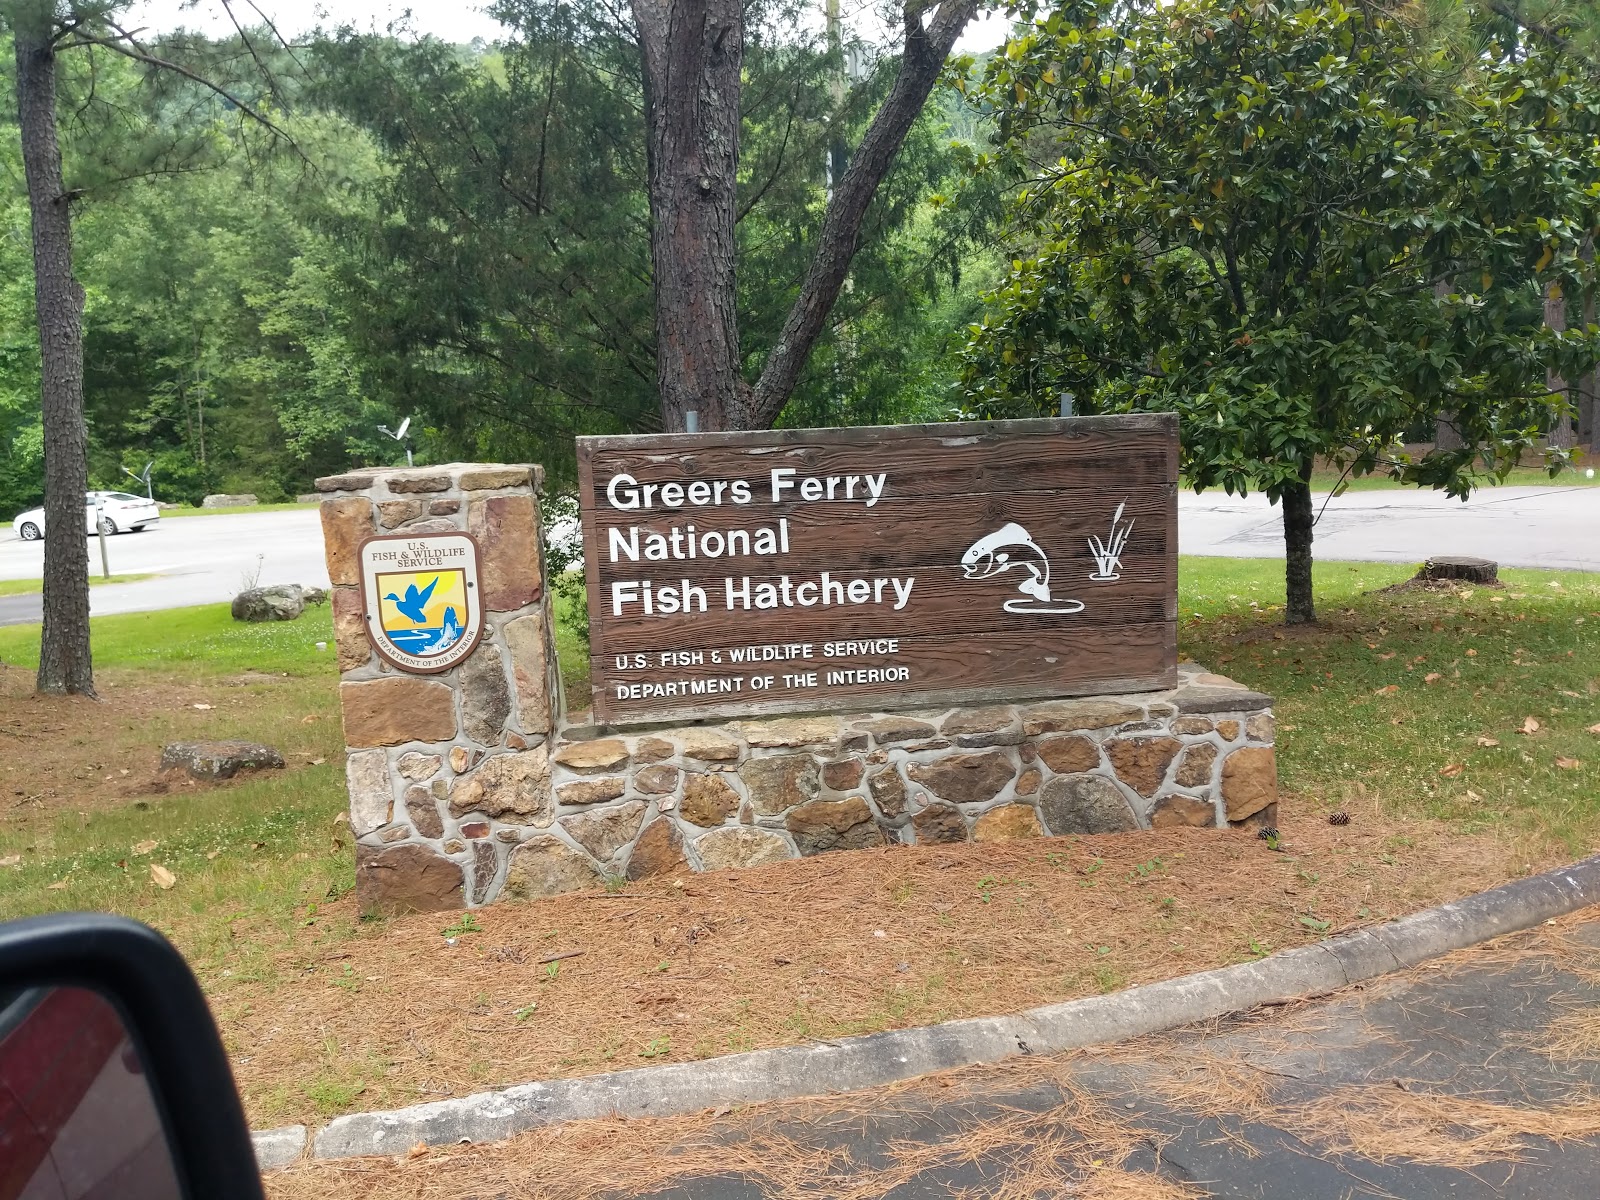 U.S.
FISH & WILDLIFE
SERVICE
DEPARTMENT OF THE INTERIOR
Greers Ferry
National
Fish Hatchery
U.S. FISH & WILDLIFE SERVICE
DEPARTMENT OF THE INTERIOR